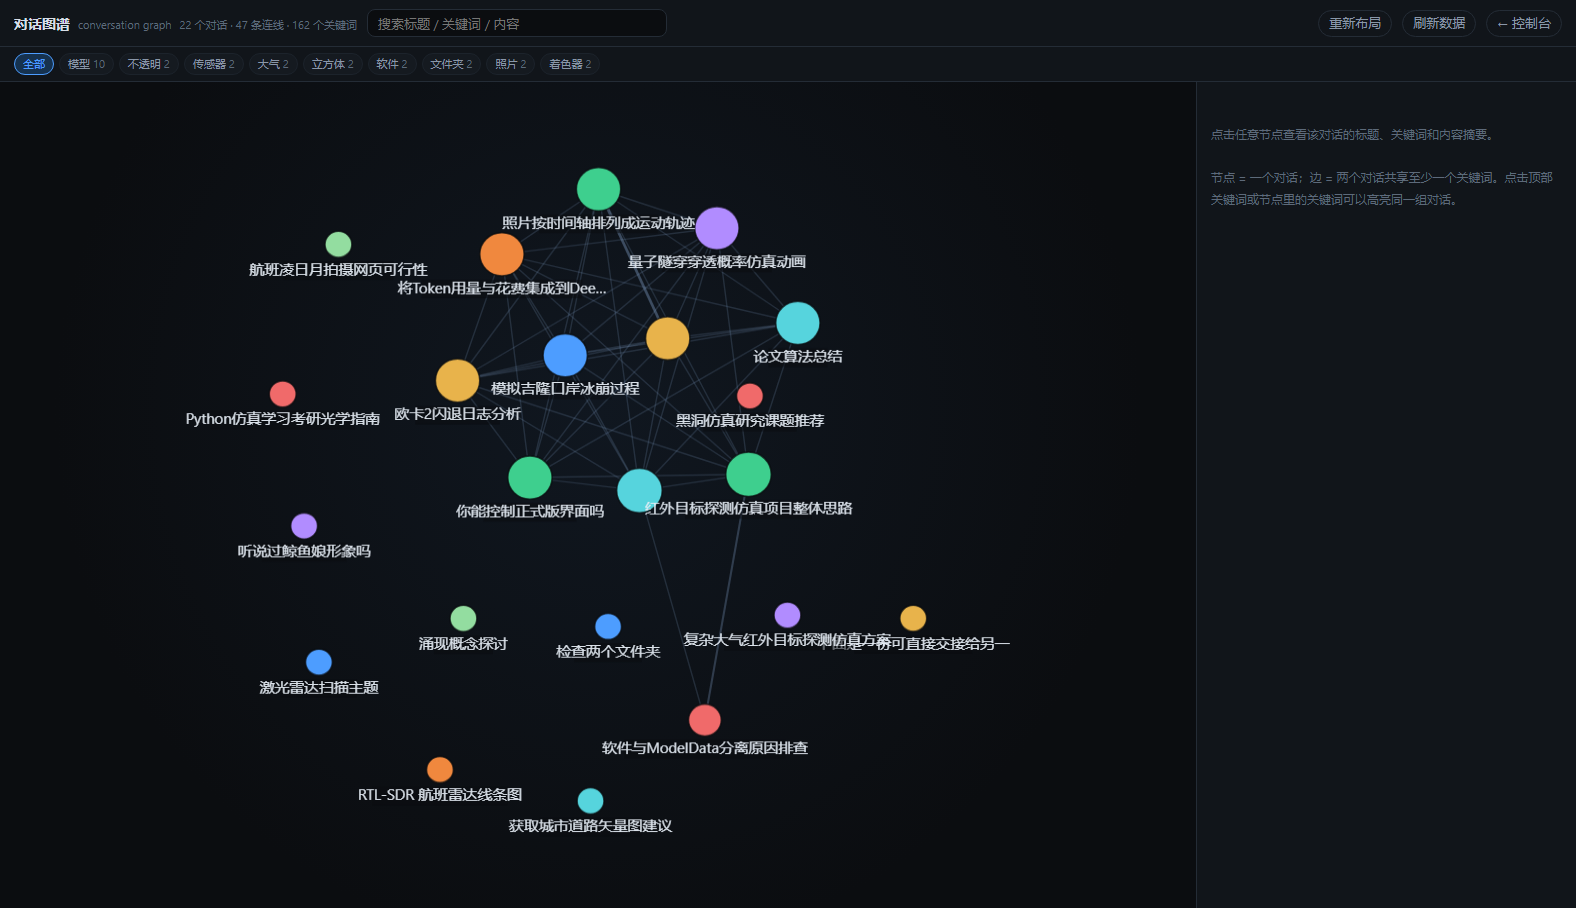 对话图谱 conversation graph 22 个对话 · 47 条连线 · 162 个关键词
搜索标题 / 关键词 / 内容
重新布局
刷新数据
← 控制台
全部
模型 10
不透明 2
传感器 2
大气 2
立方体 2
软件 2
文件夹 2
照片 2
着色器 2
点击任意节点查看该对话的标题、关键词和内容摘要。
节点 = 一个对话；边 = 两个对话共享至少一个关键词。点击顶部
关键词或节点里的关键词可以高亮同一组对话。
照片按时间轴排列成运动轨迹
量子隧穿穿透概率仿真动画
航班凌日月拍摄网页可行性
将Token用量与花费集成到Dee...
论文算法总结
模拟吉隆口岸冰崩过程
欧卡2闪退日志分析
Python仿真学习考研光学指南
黑洞仿真研究课题推荐
你能控制正式版界面吗
红外目标探测仿真项目整体思路
听说过鲸鱼娘形象吗
涌现概念探讨
检查两个文件夹
复杂大气红外目标探测仿真方案
一份可直接交接给另一
激光雷达扫描主题
软件与ModelData分离原因排查
RTL-SDR 航班雷达线条图
获取城市道路矢量图建议